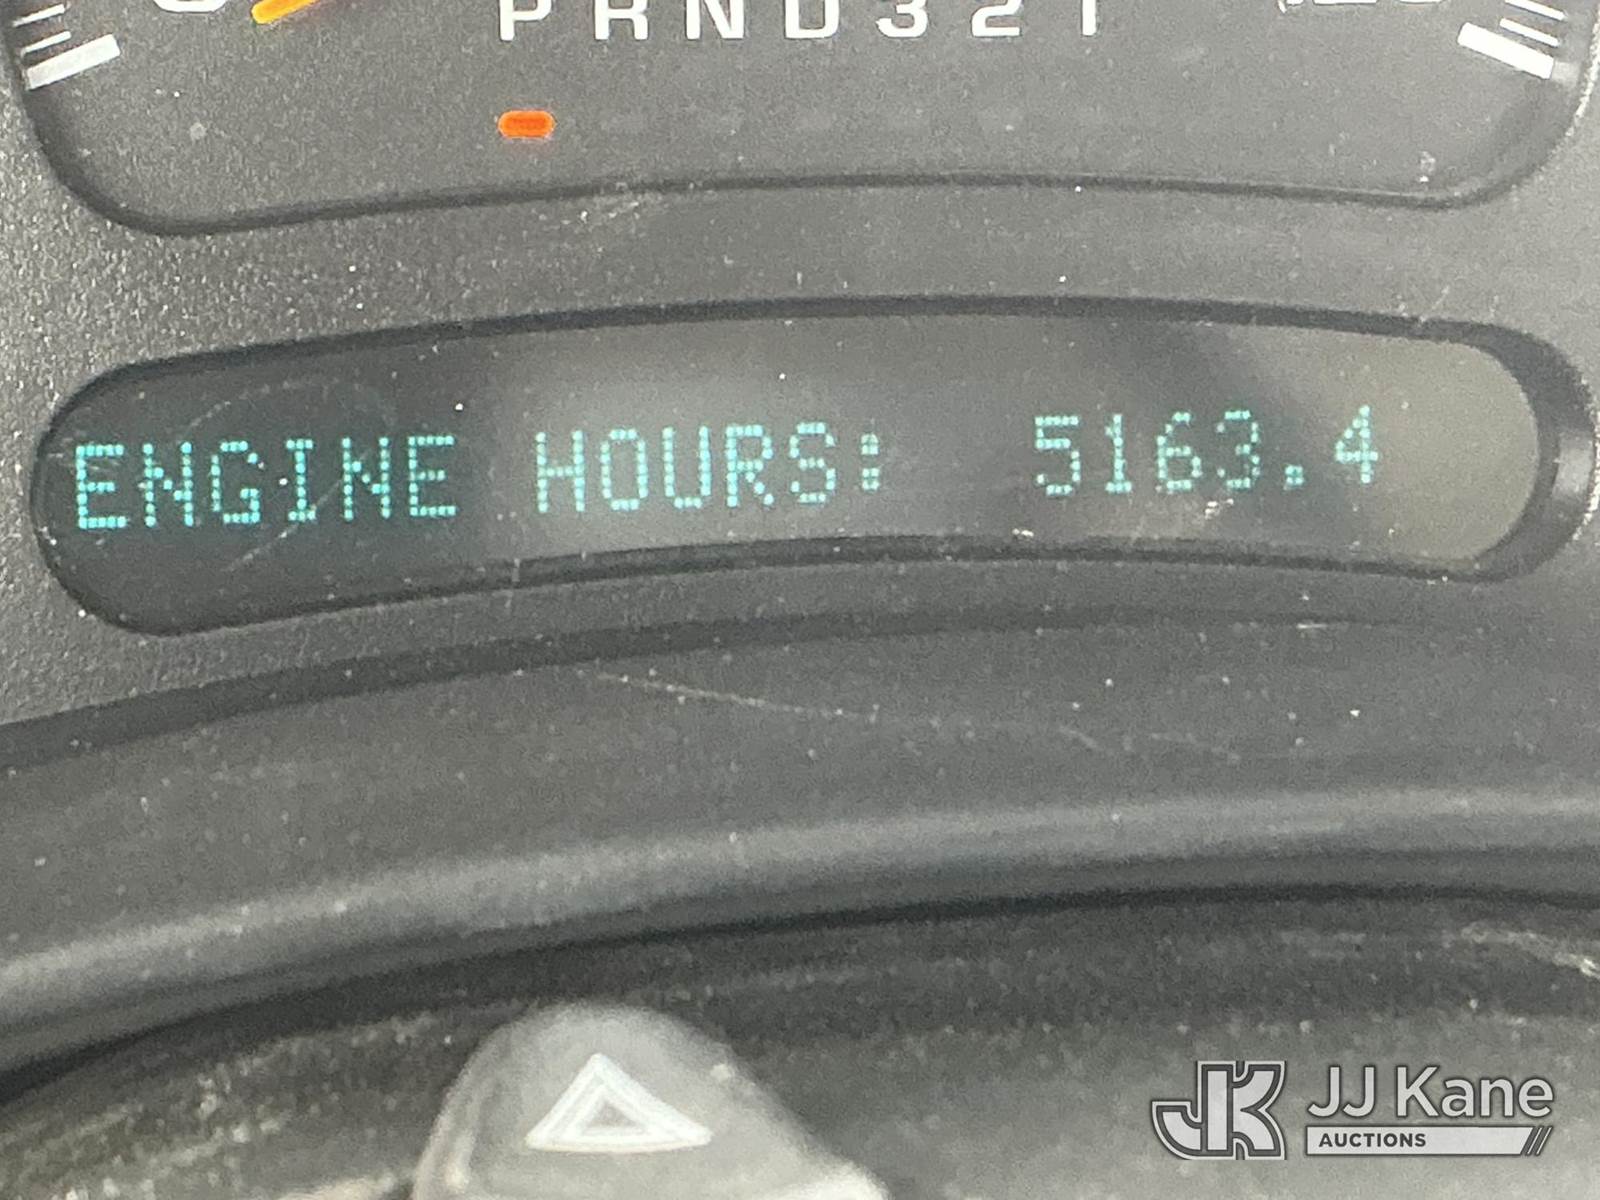 PRND321
ENGINE HOURS: 5163.4
JJ Kane
AUCTIONS